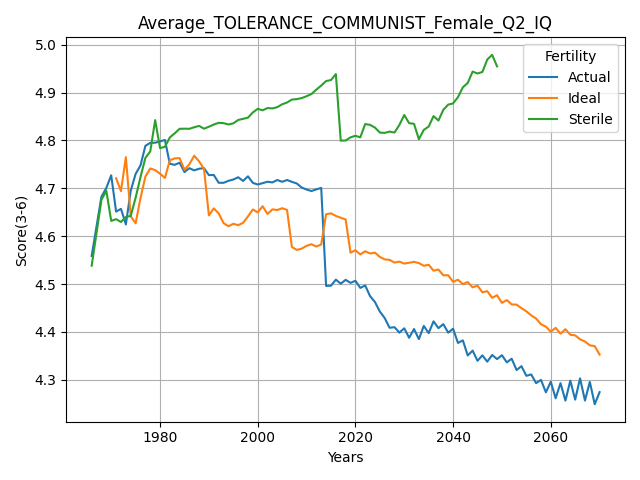 Average_TOLERANCE_COMMUNIST_Female_Q2_IQ
Score(3-6)
5.0
4.9
4.8
4.7
4.6
4.5
4.4
4.3
Fertility
Actual
Ideal
Sterile
1980
2000
2020
2040
2060
Years